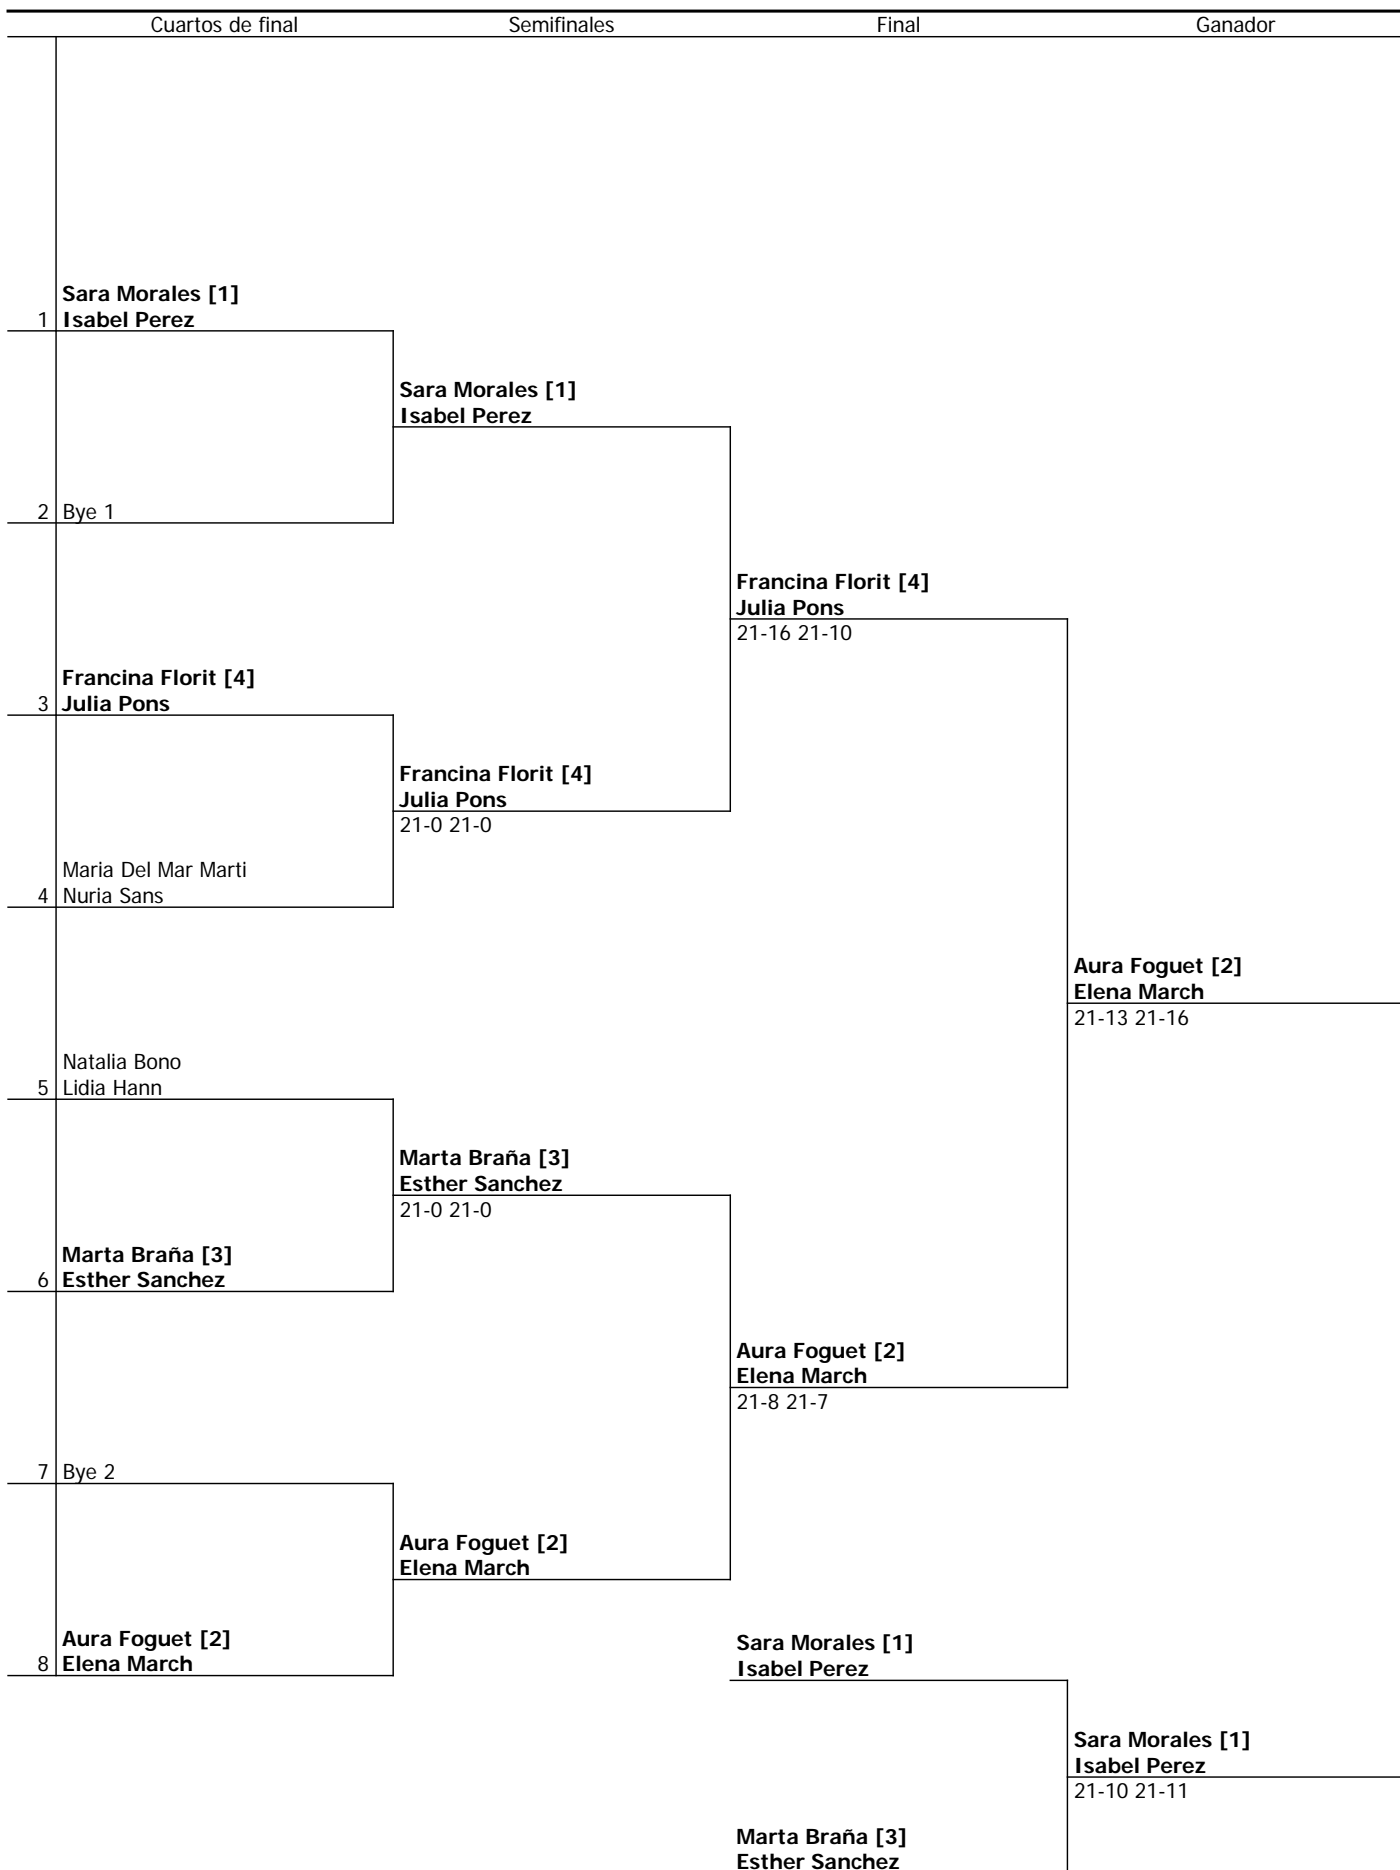 Cuartos de final Semifinales Final Ganador
Sara Morales [1]
1 Isabel Perez
Sara Morales [1]
Isabel Perez
2 Bye 1
Francina Florit [4]
Julia Pons
21-16 21-10
Francina Florit [4]
3 Julia Pons
Francina Florit [4]
Julia Pons
21-0 21-0
Maria Del Mar Marti
4 Nuria Sans
Aura Foguet [2]
Elena March
21-13 21-16
Natalia Bono
5 Lidia Hann
Marta Braña [3]
Esther Sanchez
21-0 21-0
Marta Braña [3]
6 Esther Sanchez
Aura Foguet [2]
Elena March
21-8 21-7
7 Bye 2
Aura Foguet [2]
Elena March
Aura Foguet [2]
8 Elena March
Sara Morales [1]
Isabel Perez
Sara Morales [1]
Isabel Perez
21-10 21-11
Marta Braña [3]
Esther Sanchez